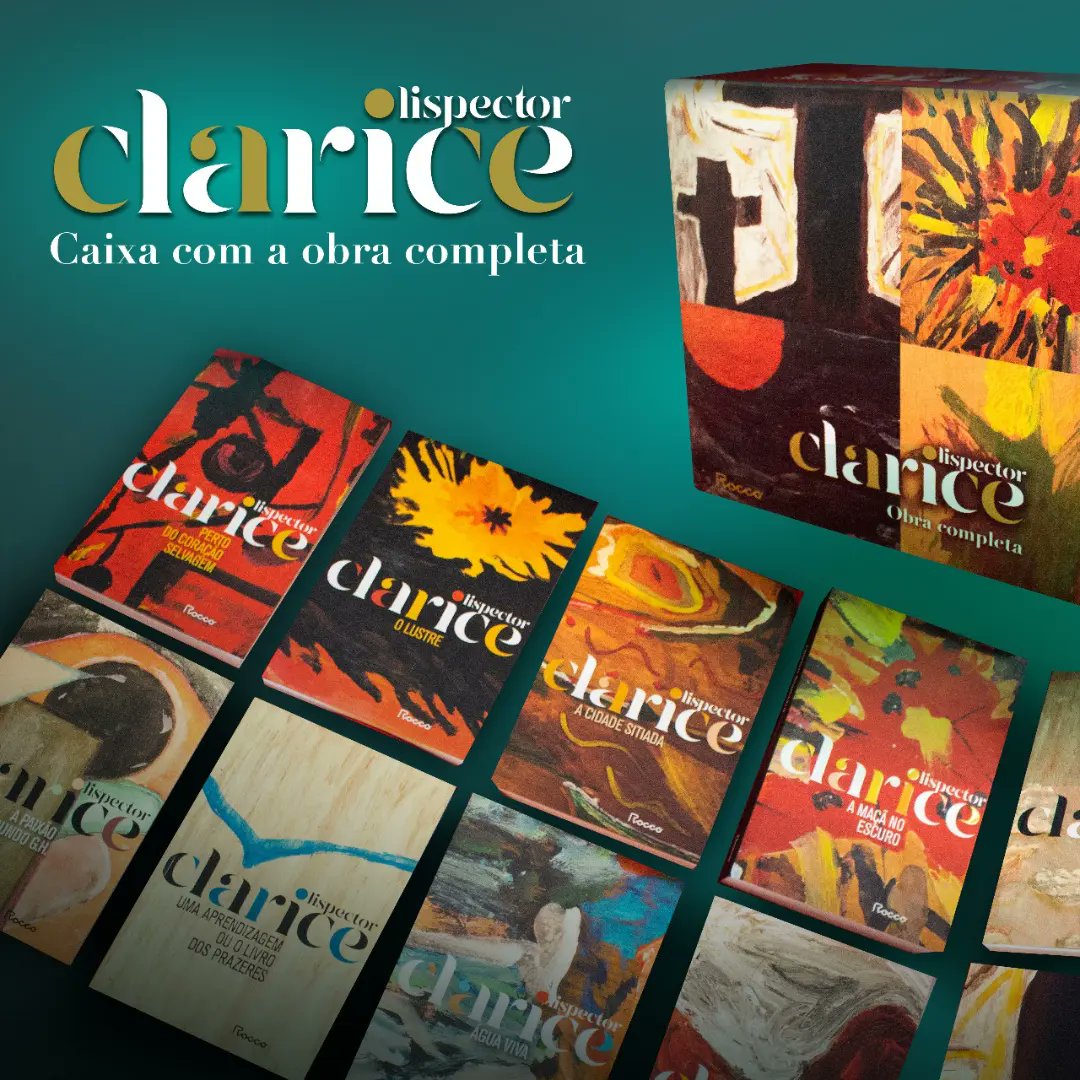 lispector
clarice
Caixa com a obra completa
lispector
clarice
Obra completa
Rocco
lispector
clarice
PERTO
DO CORAÇÃO
SELVAGEM
Rocco
lispector
clarice
O LUSTRE
Rocco
lispector
clarice
A CIDADE SITIADA
Rocco
lispector
clarice
A MAÇÃ NO
ESCURO
Rocco
A PAIXÃO
G.H.
Rocco
lispector
clarice
UMA APRENDIZAGEM
OU O LIVRO
DOS PRAZERES
Rocco
lispector
clarice
ÁGUA VIVA